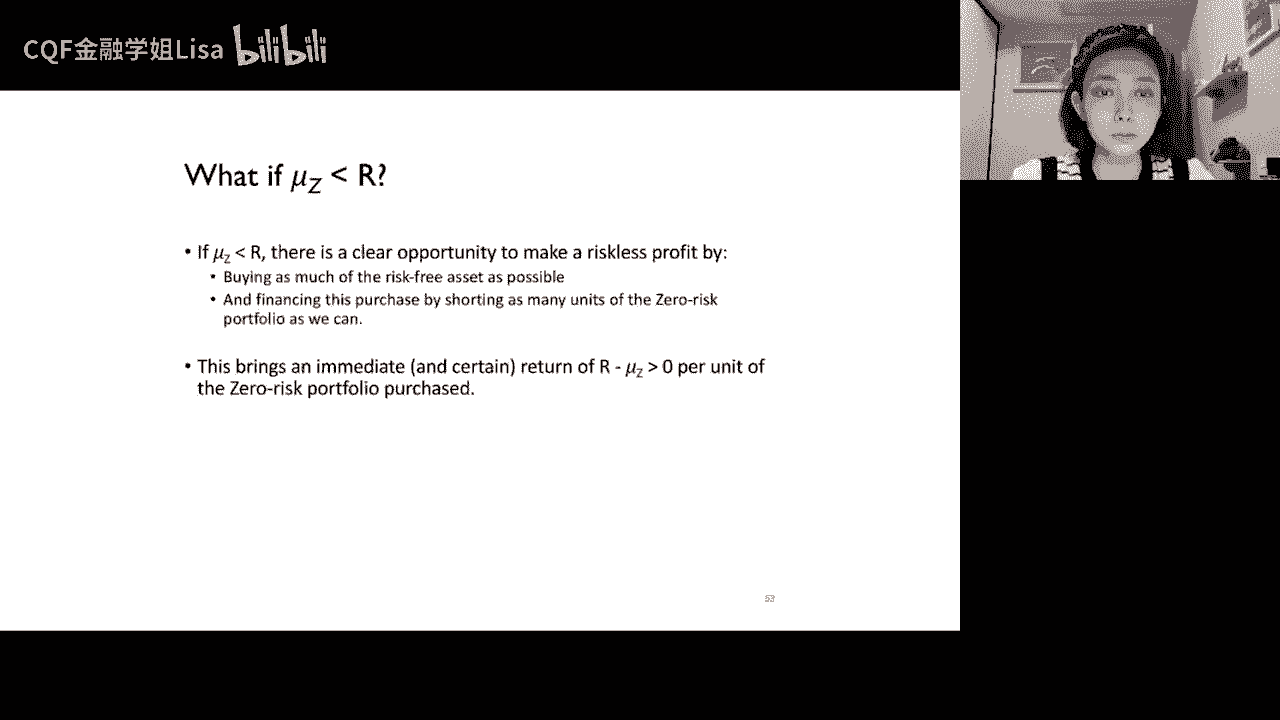 CQF金融学姐Lisa bilibili
What if μZ < R?
• If μZ < R, there is a clear opportunity to make a riskless profit by:
• Buying as much of the risk-free asset as possible
• And financing this purchase by shorting as many units of the Zero-risk
portfolio as we can.
• This brings an immediate (and certain) return of R - μZ > 0 per unit of
the Zero-risk portfolio purchased.
53